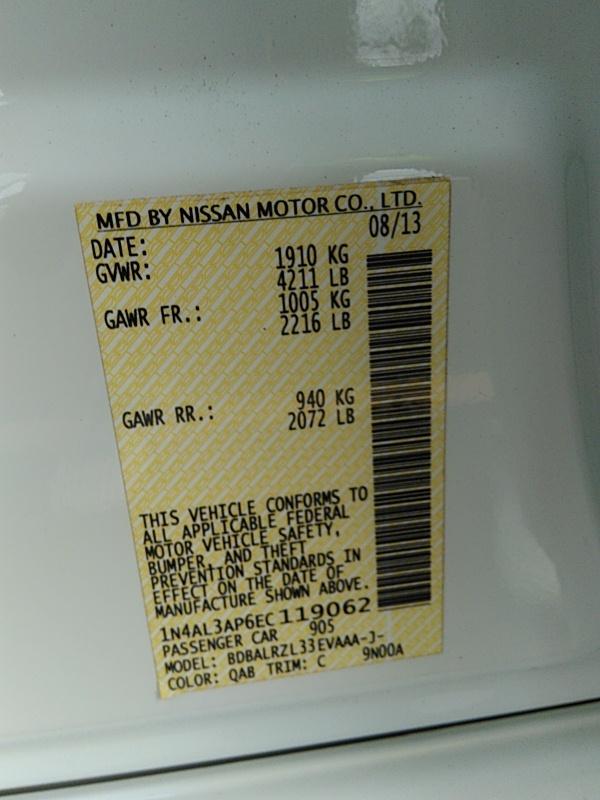 MFD BY NISSAN MOTOR CO., LTD.
DATE: 08/13
GVWR: 1910 KG
4211 LB
GAWR FR.: 1005 KG
2216 LB
GAWR RR.: 940 KG
2072 LB
THIS VEHICLE CONFORMS TO
ALL APPLICABLE FEDERAL
MOTOR VEHICLE SAFETY,
BUMPER, AND THEFT
PREVENTION STANDARDS IN
EFFECT ON THE DATE OF
MANUFACTURE SHOWN ABOVE.
1N4AL3AP6EC119062
PASSENGER CAR 905
MODEL: BDBALRZL33EVAAA-J-
COLOR: QAB TRIM: C 9N00A